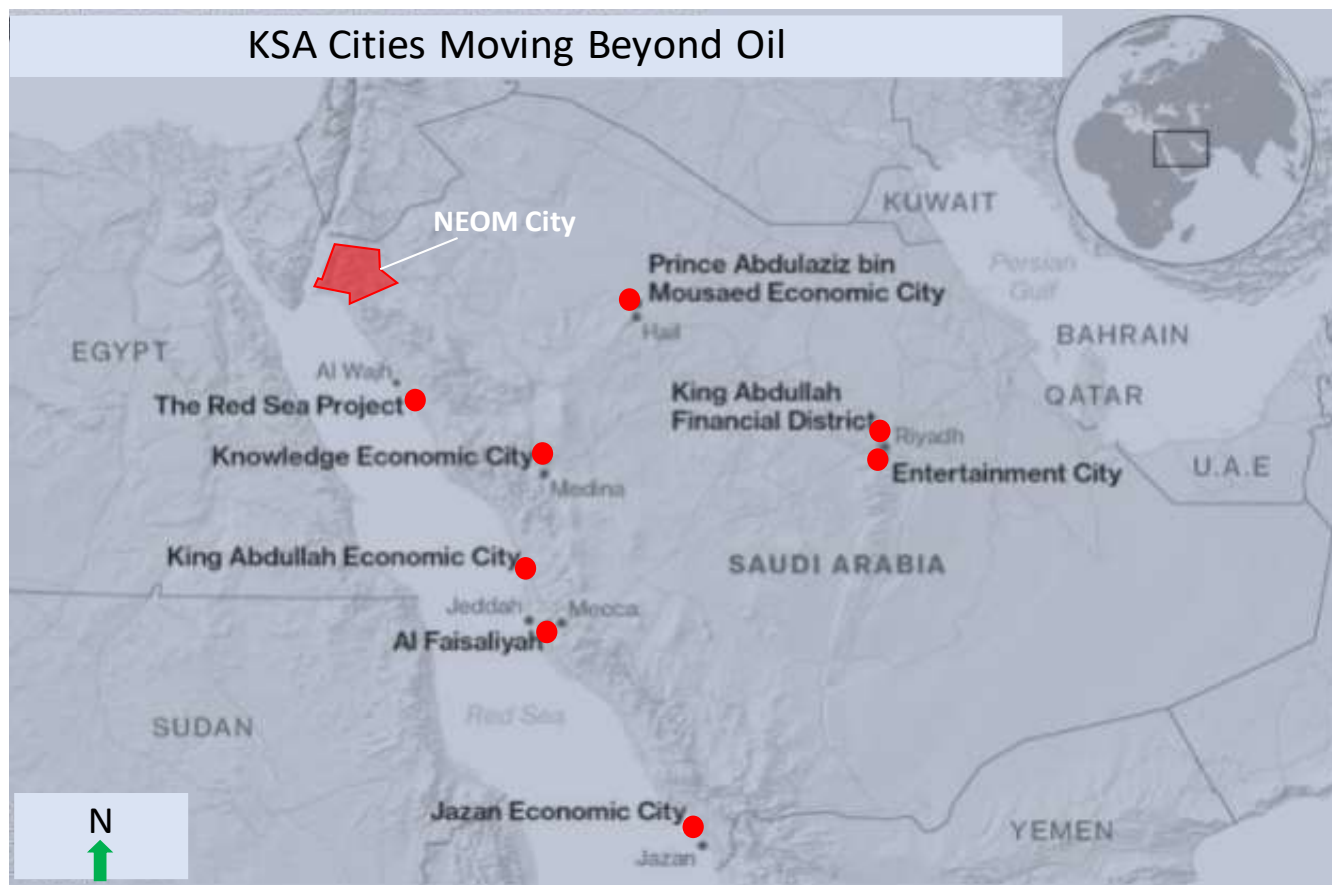 KSA Cities Moving Beyond Oil
KUWAIT
NEOM City
Prince Abdulaziz bin
Mousaed Economic City
Persian
Gulf
Hail
BAHRAIN
EGYPT
Al Wajh
The Red Sea Project
King Abdullah
Financial District
QATAR
Riyadh
Knowledge Economic City
Entertainment City
U.A.E
Medina
King Abdullah Economic City
SAUDI ARABIA
Jeddah
Mecca
Al Faisaliyah
Red Sea
SUDAN
Jazan Economic City
N
YEMEN
Jazan